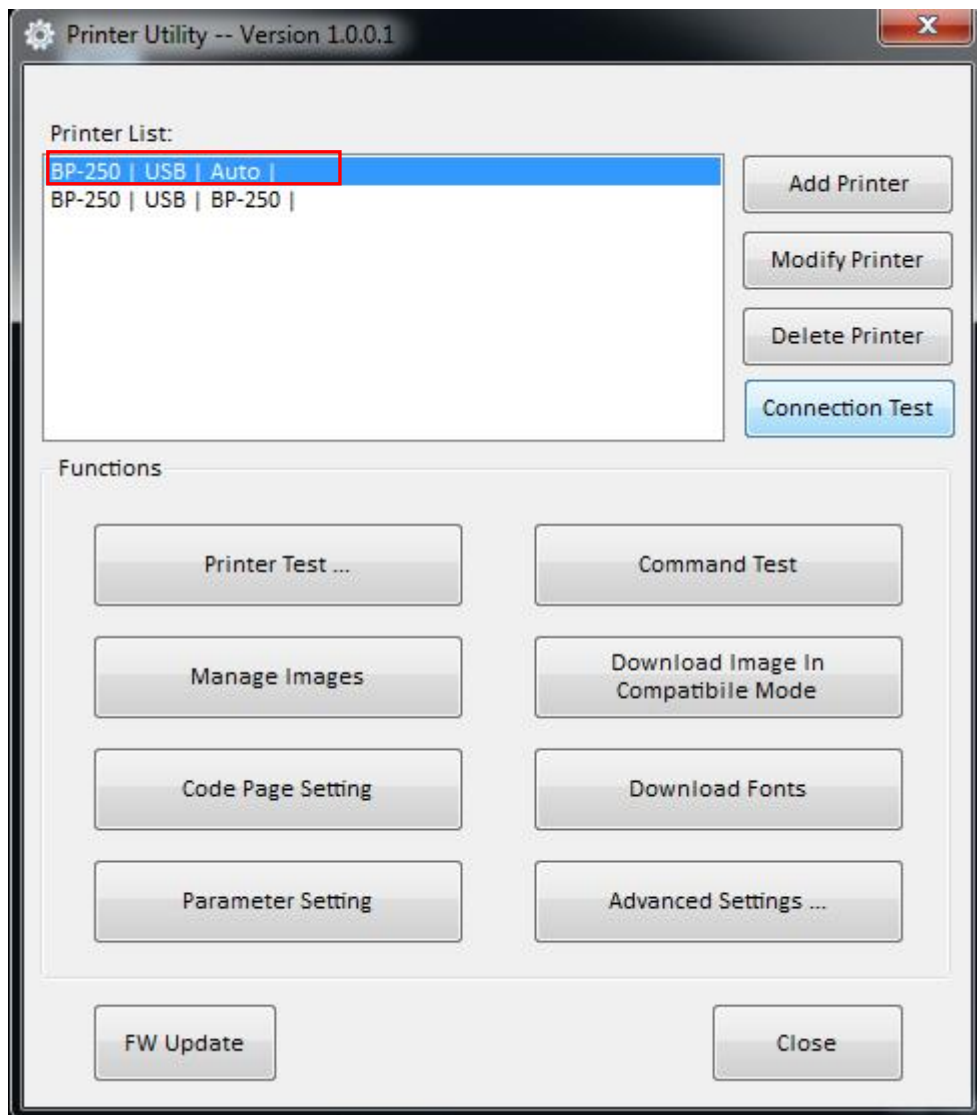 Printer Utility -- Version 1.0.0.1
Printer List:
BP-250 | USB | Auto |
BP-250 | USB | BP-250 |
Add Printer
Modify Printer
Delete Printer
Connection Test
Functions
Printer Test ...
Command Test
Manage Images
Download Image In
Compatibile Mode
Code Page Setting
Download Fonts
Parameter Setting
Advanced Settings ...
FW Update
Close